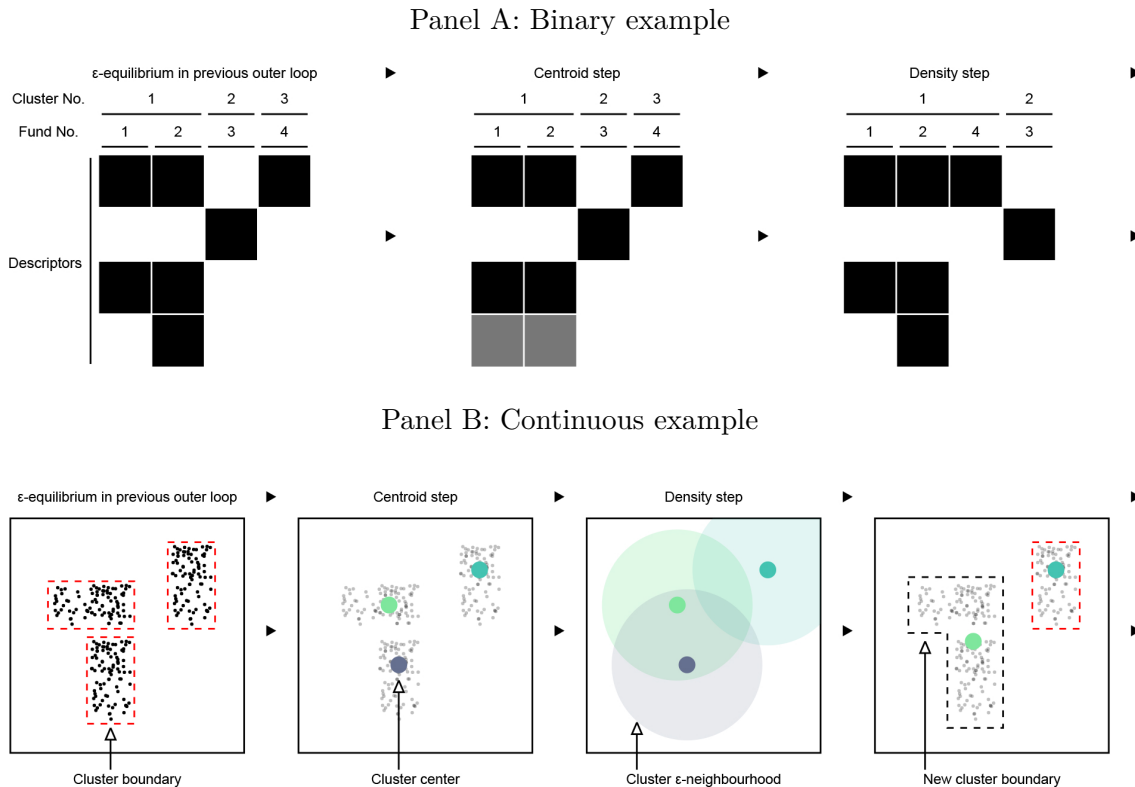 Panel A: Binary example
ε-equilibrium in previous outer loop Centroid step Density step
Cluster No. 1 2 3 1 2 3 1 2
Fund No. 1 2 3 4 1 2 3 4 1 2 4 3
Descriptors
Panel B: Continuous example
ε-equilibrium in previous outer loop Centroid step Density step
Cluster boundary Cluster center Cluster ε-neighbourhood New cluster boundary